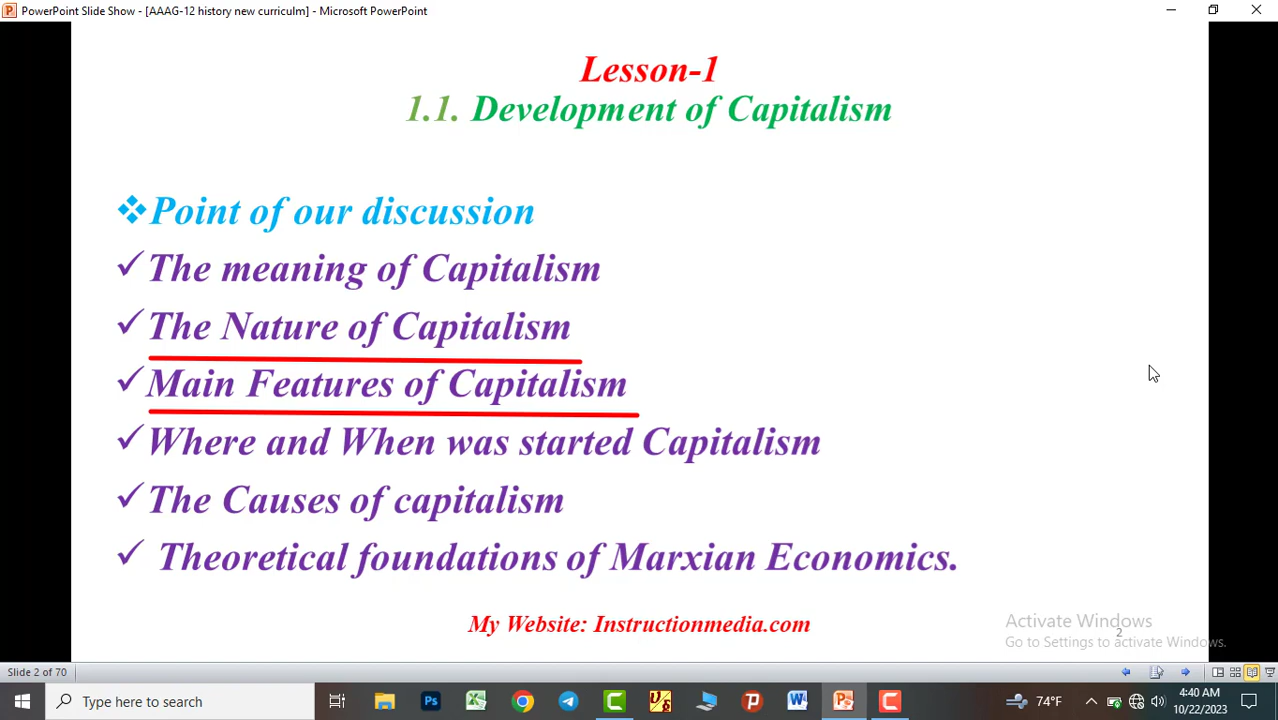 PowerPoint Slide Show - [AAAG-12 history new curriculm] - Microsoft PowerPoint
Lesson-1
1.1. Development of Capitalism
❖Point of our discussion
✓The meaning of Capitalism
✓The Nature of Capitalism
✓Main Features of Capitalism
✓Where and When was started Capitalism
✓The Causes of capitalism
✓ Theoretical foundations of Marxian Economics.
My Website: Instructionmedia.com
Activate Windows
2
Go to Settings to activate Windows.
Slide 2 of 70
Type here to search
74°F
4:40 AM
10/22/2023